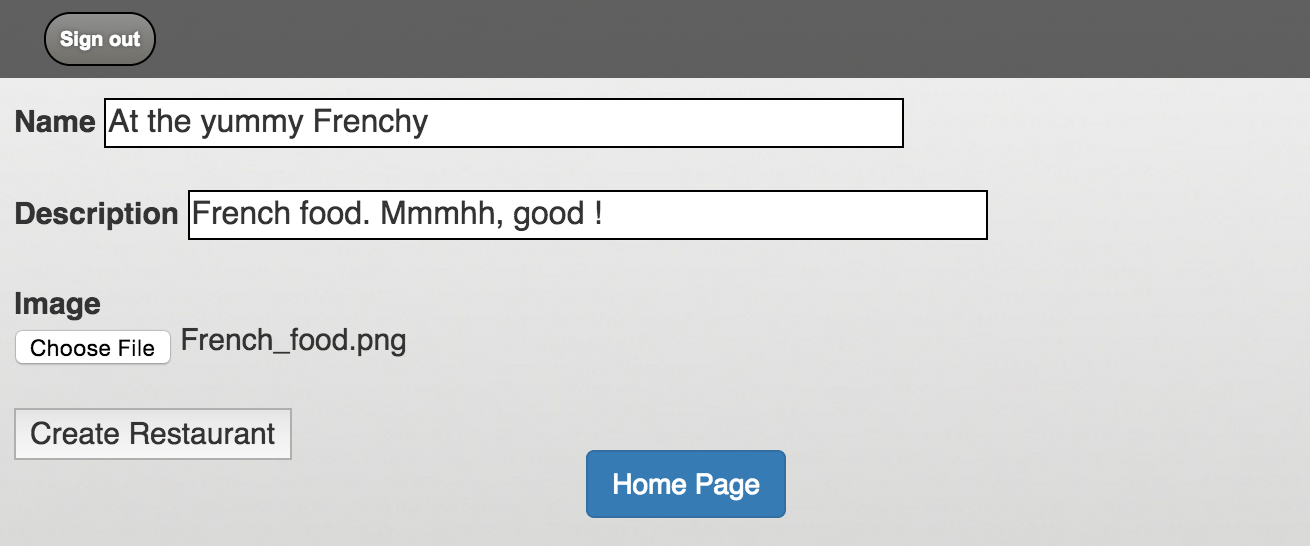 Sign out
Name At the yummy Frenchy
Description French food. Mmmhh, good !
Image
Choose File French_food.png
Create Restaurant
Home Page